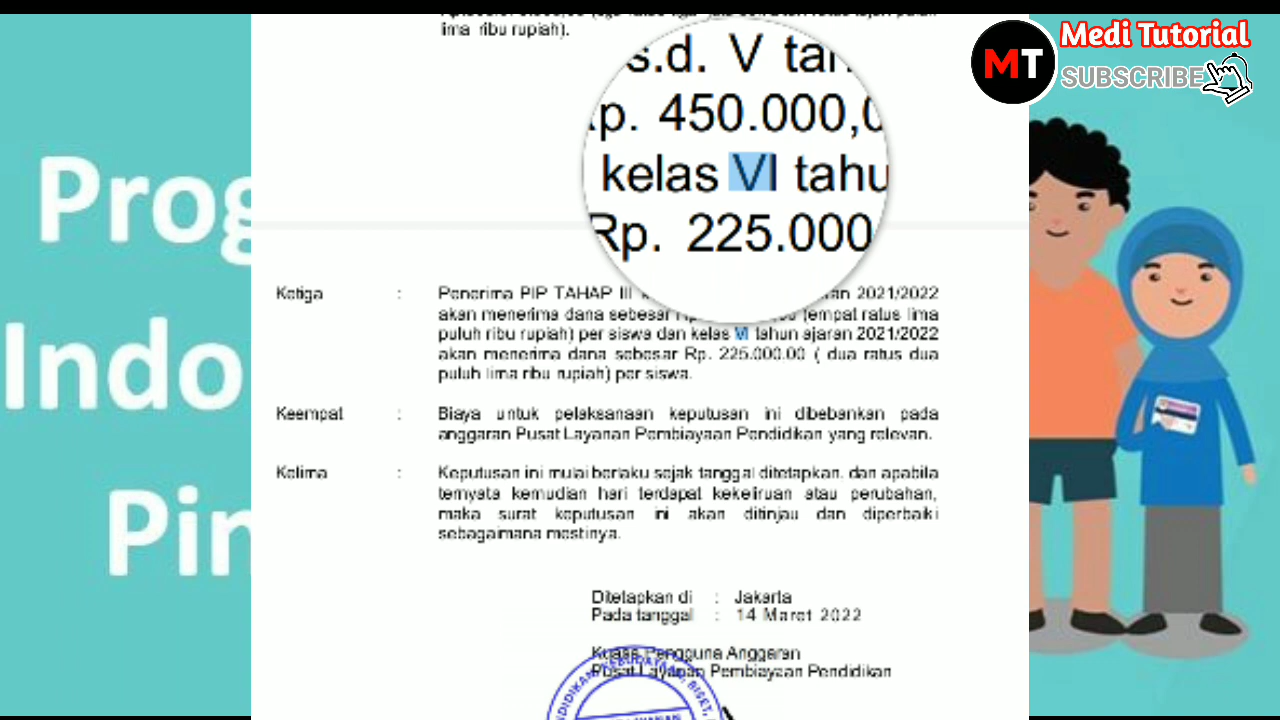 lima ribu rupiah).
s.d. V
Rp. 450.000,0
kelas VI tahu
Rp. 225.000
Medi Tutorial
MT
SUBSCRIBE
Prog
Indo
Pin
Ketiga : Penerima PIP TAHAP III 2021/2022
akan menerima dana sebesar (empat ratus lima
puluh ribu rupiah) per siswa dan kelas VI tahun ajaran 2021/2022
akan menerima dana sebesar Rp. 225.000.00 ( dua ratus dua
puluh lima ribu rupiah) per siswa.
Keempat : Biaya untuk pelaksanaan keputusan ini dibebankan pada
anggaran Pusat Layanan Pembiayaan Pendidikan yang relevan.
Kelima : Keputusan ini mulai berlaku sejak tanggal ditetapkan, dan apabila
ternyata kemudian hari terdapat kekeliruan atau perubahan,
maka surat keputusan ini akan ditinjau dan diperbaiki
sebagaimana mestinya.
Ditetapkan di : Jakarta
Pada tanggal : 14 Maret 2022
Kuasa Pengguna Anggaran
Pusat Layanan Pembiayaan Pendidikan